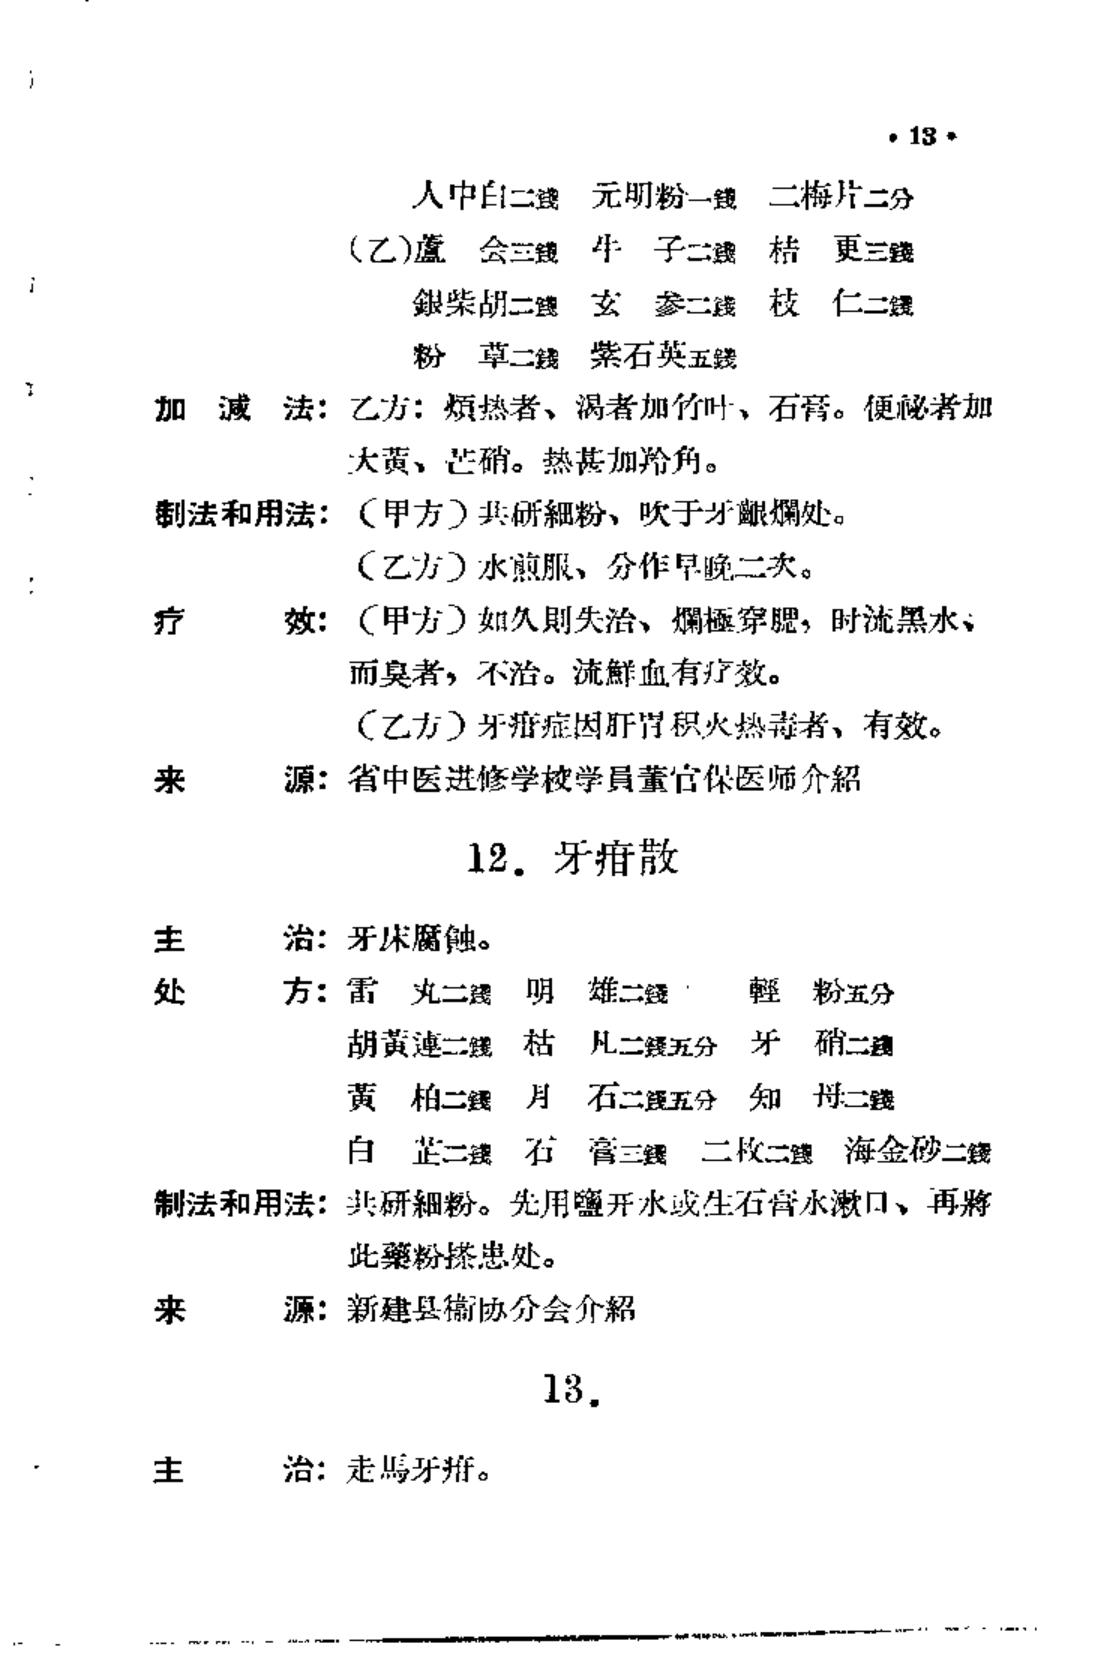 • 13 •
人中白二錢　元明粉一錢　二梅片二分
（乙）蘆　会三錢　牛　子二錢　桔　更三錢
銀柴胡二錢　玄　参二錢　枝　仁二錢
粉　草二錢　紫石英五錢
加　减　法：乙方：煩热者、渴者加竹叶、石膏。便祕者加
大黄、芒硝。热甚加羚角。
制法和用法：（甲方）共研細粉、吹于牙齦爛处。
（乙方）水煎服、分作早晚二次。
疗　　　效：（甲方）如久則失治、爛極穿腮，时流黑水、
而臭者，不治。流鮮血有疗效。
（乙方）牙疳症因肝胃积火热毒者、有效。
来　　　源：省中医进修学校学員董官保医师介紹
12．牙疳散
主　　　治：牙床腐蝕。
处　　　方：雷　丸二錢　明　雄二錢　輕　粉五分
胡黃連二錢　枯　凡二錢五分　牙　硝二錢
黃　柏二錢　月　石二錢五分　知　母二錢
白　芷二錢　石　膏三錢　二枚二錢　海金砂二錢
制法和用法：共研細粉。先用鹽开水或生石膏水漱口、再將
此藥粉搽患处。
来　　　源：新建县衞协分会介紹
13．
主　　　治：走馬牙疳。